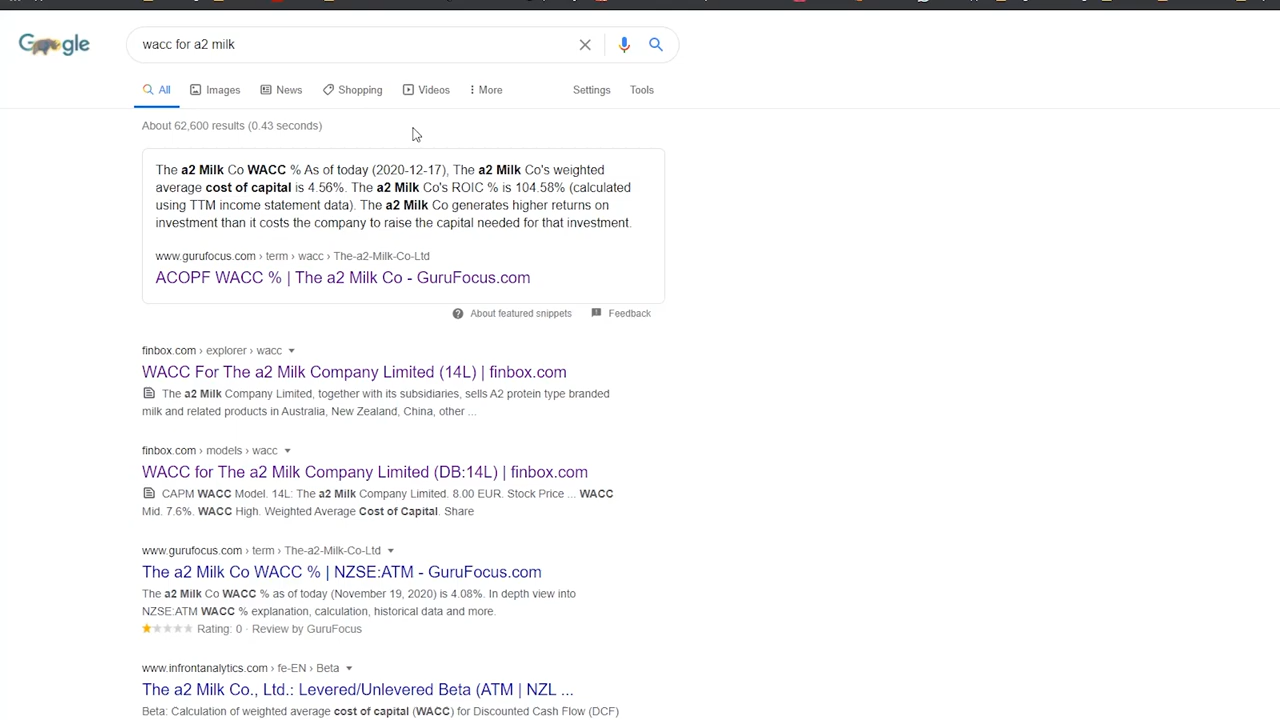 Google
wacc for a2 milk
All Images News Shopping Videos More Settings Tools
About 62,600 results (0.43 seconds)
The a2 Milk Co WACC % As of today (2020-12-17), The a2 Milk Co's weighted
average cost of capital is 4.56%. The a2 Milk Co's ROIC % is 104.58% (calculated
using TTM income statement data). The a2 Milk Co generates higher returns on
investment than it costs the company to raise the capital needed for that investment.
www.gurufocus.com › term › wacc › The-a2-Milk-Co-Ltd
ACOPF WACC % | The a2 Milk Co - GuruFocus.com
About featured snippets Feedback
finbox.com › explorer › wacc
WACC For The a2 Milk Company Limited (14L) | finbox.com
The a2 Milk Company Limited, together with its subsidiaries, sells A2 protein type branded
milk and related products in Australia, New Zealand, China, other ...
finbox.com › models › wacc
WACC for The a2 Milk Company Limited (DB:14L) | finbox.com
CAPM WACC Model. 14L: The a2 Milk Company Limited. 8.00 EUR. Stock Price ... WACC
Mid. 7.6%. WACC High. Weighted Average Cost of Capital. Share
www.gurufocus.com › term › The-a2-Milk-Co-Ltd
The a2 Milk Co WACC % | NZSE:ATM - GuruFocus.com
The a2 Milk Co WACC % as of today (November 19, 2020) is 4.08%. In depth view into
NZSE:ATM WACC % explanation, calculation, historical data and more.
Rating: 0 · Review by GuruFocus
www.infrontanalytics.com › fe-EN › Beta
The a2 Milk Co., Ltd.: Levered/Unlevered Beta (ATM | NZL ...
Beta: Calculation of weighted average cost of capital (WACC) for Discounted Cash Flow (DCF)